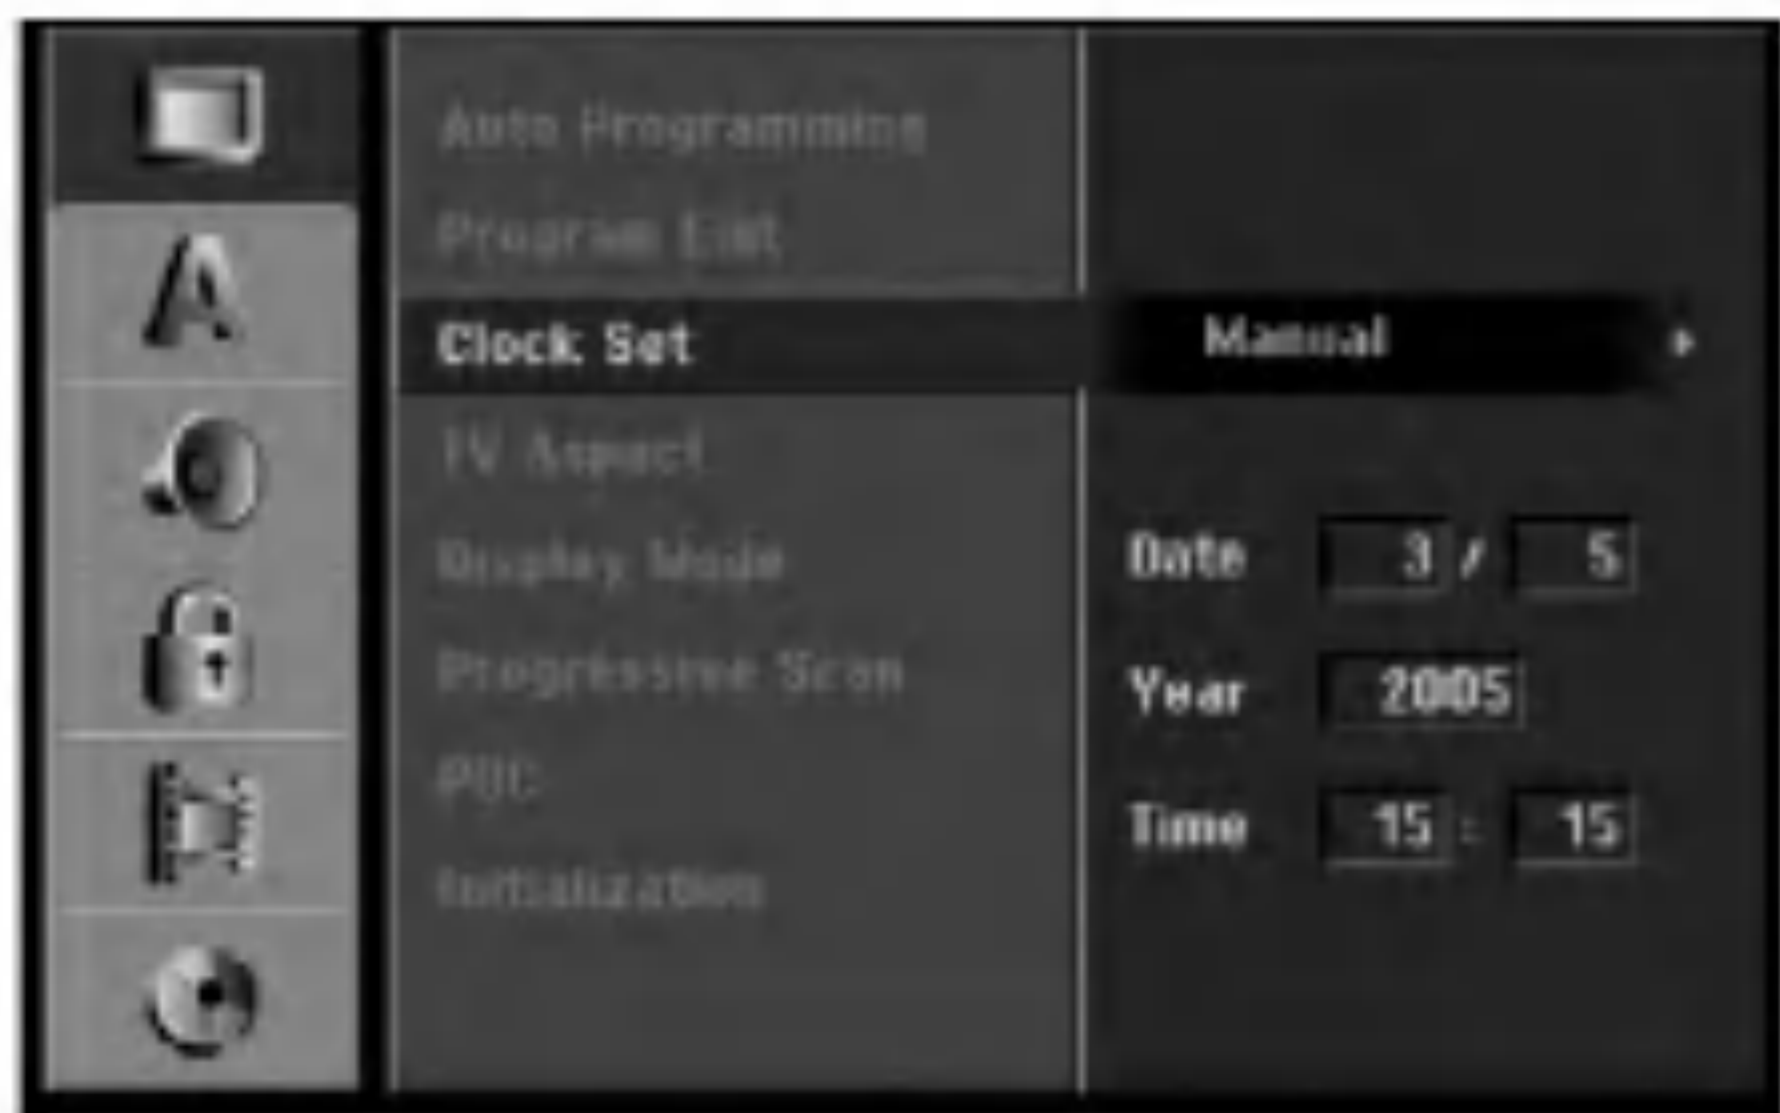 Auto Programming
Program Edit
Clock Set
Manual
TV Aspect
Display Mode
Progressive Scan
PBC
Initialization
Date 3 / 5
Year 2005
Time 15 : 15